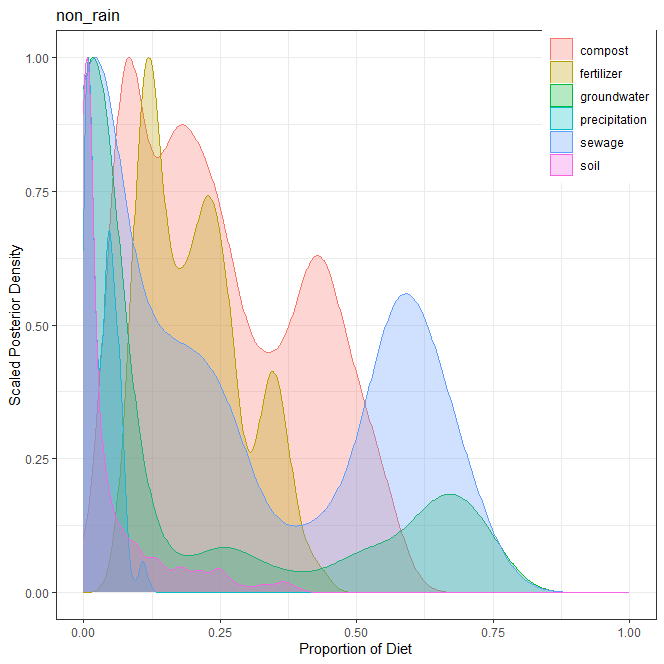 non_rain
compost
fertilizer
groundwater
precipitation
sewage
soil
1.00
0.75
0.50
0.25
0.00
Scaled Posterior Density
0.00 0.25 0.50 0.75 1.00
Proportion of Diet